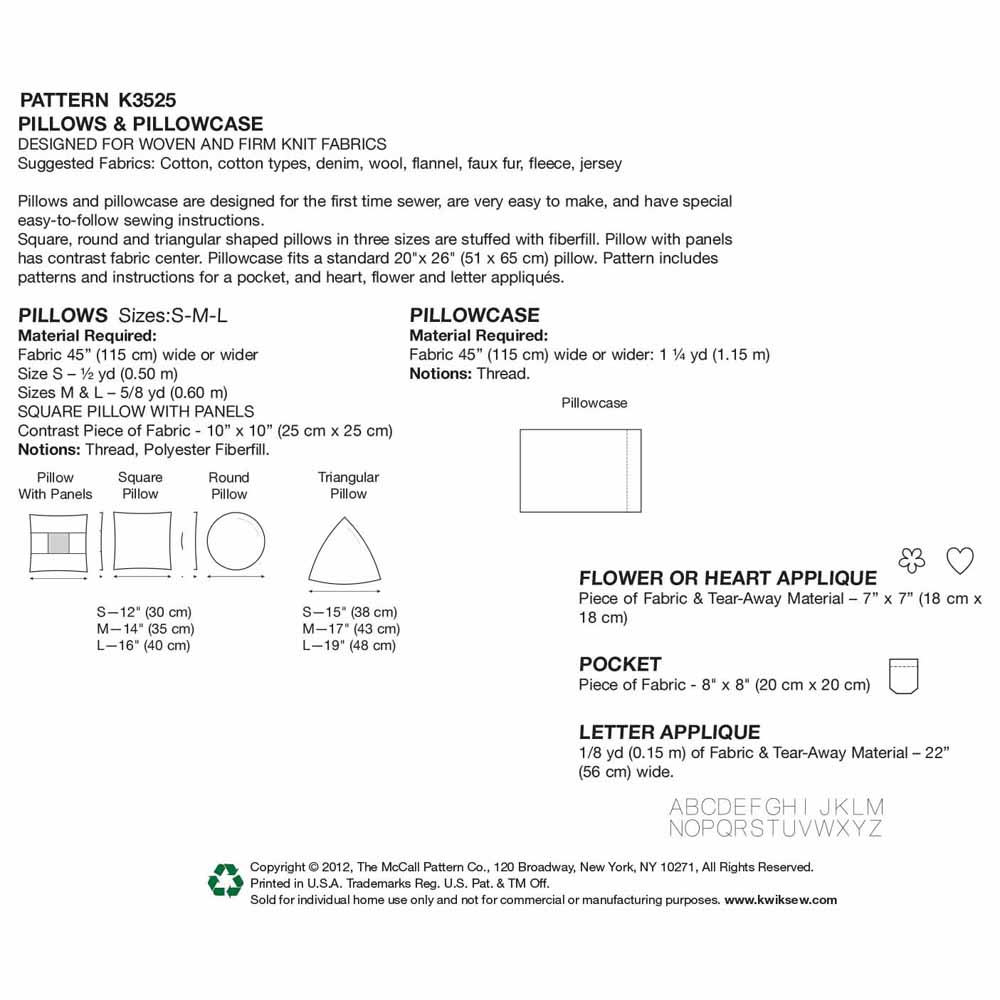 PATTERN K3525
PILLOWS & PILLOWCASE
DESIGNED FOR WOVEN AND FIRM KNIT FABRICS
Suggested Fabrics: Cotton, cotton types, denim, wool, flannel, faux fur, fleece, jersey
Pillows and pillowcase are designed for the first time sewer, are very easy to make, and have special
easy-to-follow sewing instructions.
Square, round and triangular shaped pillows in three sizes are stuffed with fiberfill. Pillow with panels
has contrast fabric center. Pillowcase fits a standard 20"x 26" (51 x 65 cm) pillow. Pattern includes
patterns and instructions for a pocket, and heart, flower and letter appliqués.
PILLOWS Sizes:S-M-L
Material Required:
Fabric 45” (115 cm) wide or wider
Size S – ½ yd (0.50 m)
Sizes M & L – 5/8 yd (0.60 m)
SQUARE PILLOW WITH PANELS
Contrast Piece of Fabric - 10” x 10” (25 cm x 25 cm)
Notions: Thread, Polyester Fiberfill.
Pillow
With Panels
Square
Pillow
Round
Pillow
Triangular
Pillow
S—12" (30 cm)
M—14" (35 cm)
L—16" (40 cm)
S—15" (38 cm)
M—17" (43 cm)
L—19" (48 cm)
PILLOWCASE
Material Required:
Fabric 45” (115 cm) wide or wider: 1 ¼ yd (1.15 m)
Notions: Thread.
Pillowcase
FLOWER OR HEART APPLIQUE
Piece of Fabric & Tear-Away Material – 7” x 7” (18 cm x
18 cm)
POCKET
Piece of Fabric - 8" x 8" (20 cm x 20 cm)
LETTER APPLIQUE
1/8 yd (0.15 m) of Fabric & Tear-Away Material – 22”
(56 cm) wide.
ABCDEFGHI JKLM
NOPQRSTUVWXYZ
Copyright © 2012, The McCall Pattern Co., 120 Broadway, New York, NY 10271, All Rights Reserved.
Printed in U.S.A. Trademarks Reg. U.S. Pat. & TM Off.
Sold for individual home use only and not for commercial or manufacturing purposes. www.kwiksew.com